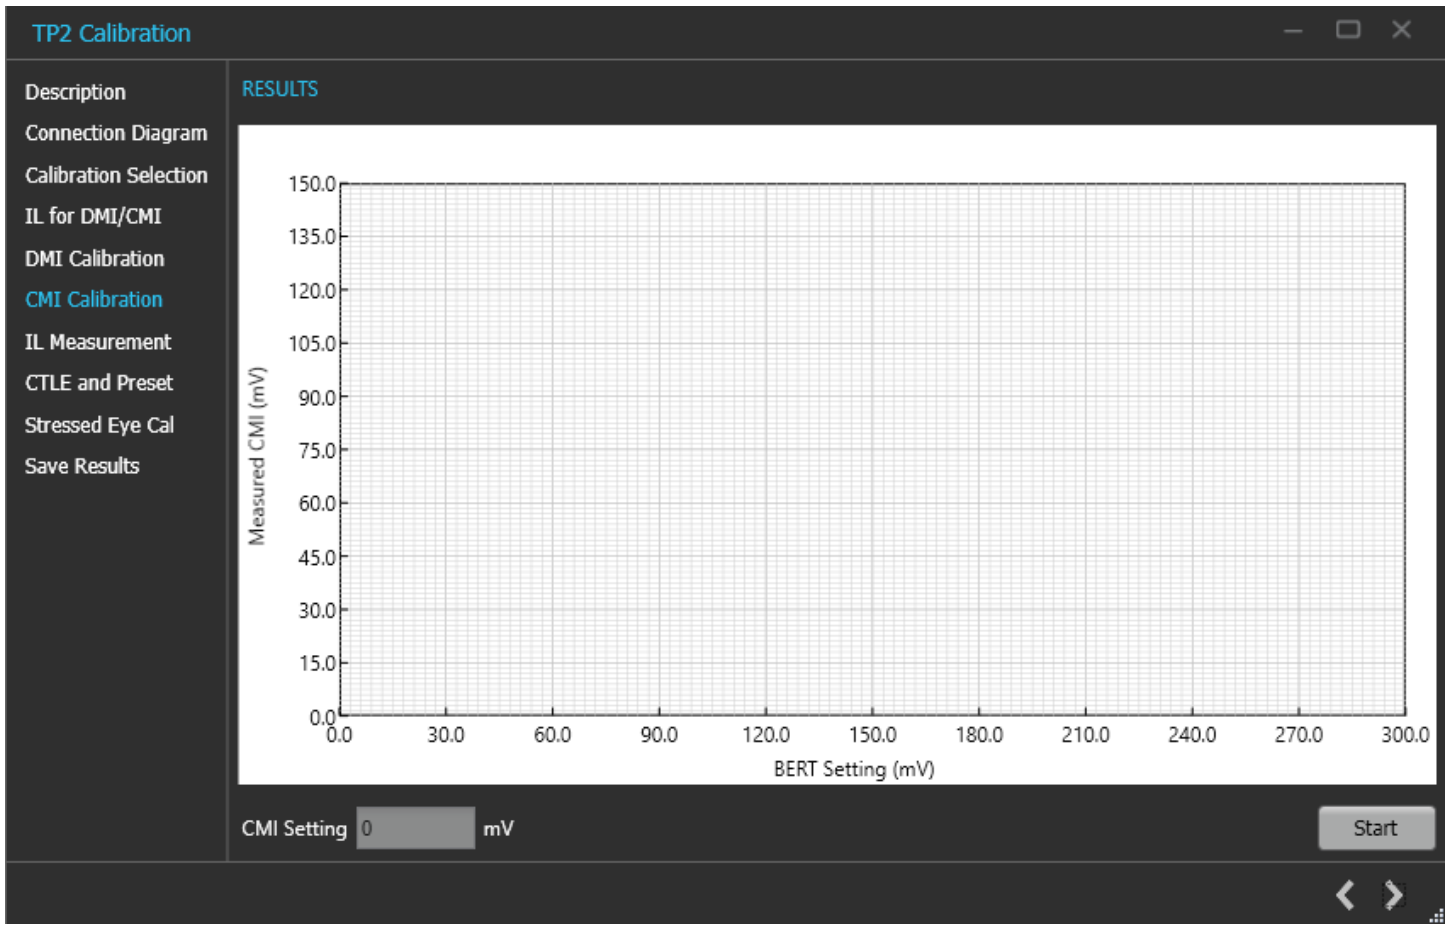 TP2 Calibration
Description
Connection Diagram
Calibration Selection
IL for DMI/CMI
DMI Calibration
CMI Calibration
IL Measurement
CTLE and Preset
Stressed Eye Cal
Save Results
RESULTS
Measured CMI (mV)
150.0
135.0
120.0
105.0
90.0
75.0
60.0
45.0
30.0
15.0
0.0
0.0 30.0 60.0 90.0 120.0 150.0 180.0 210.0 240.0 270.0 300.0
BERT Setting (mV)
CMI Setting 0 mV
Start